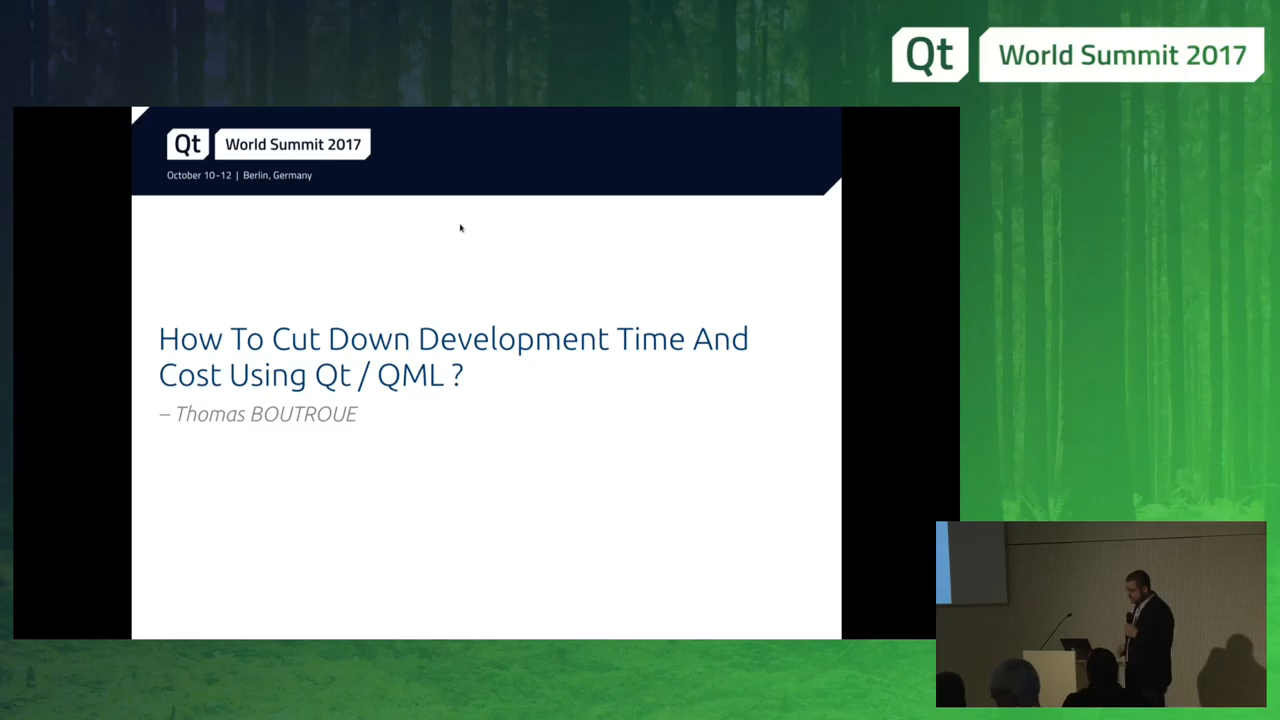 Qt World Summit 2017
Qt World Summit 2017
October 10-12 | Berlin, Germany
How To Cut Down Development Time And
Cost Using Qt / QML ?
– Thomas BOUTROUE